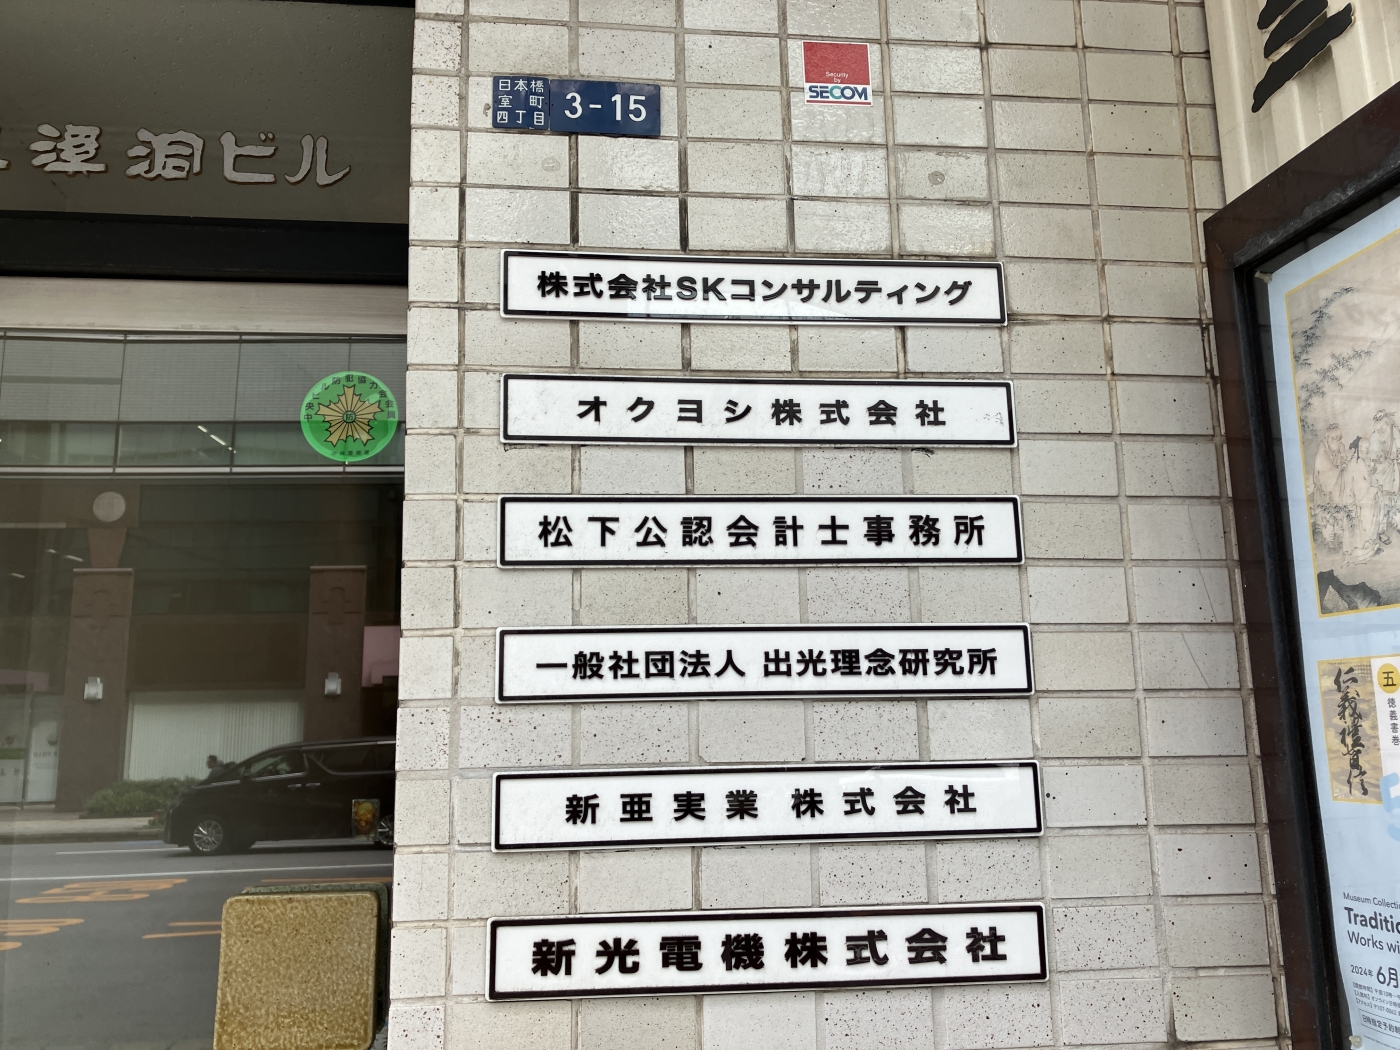 津洞ビル
日本橋
室町
四丁目
3-15
Security
by
SECOM
株式会社SKコンサルティング
オクヨシ株式会社
松下公認会計士事務所
一般社団法人 出光理念研究所
新亜実業 株式会社
新光電機株式会社
五
徳義書巻
Museum Collecti
Traditio
Works wi
2024年 6月